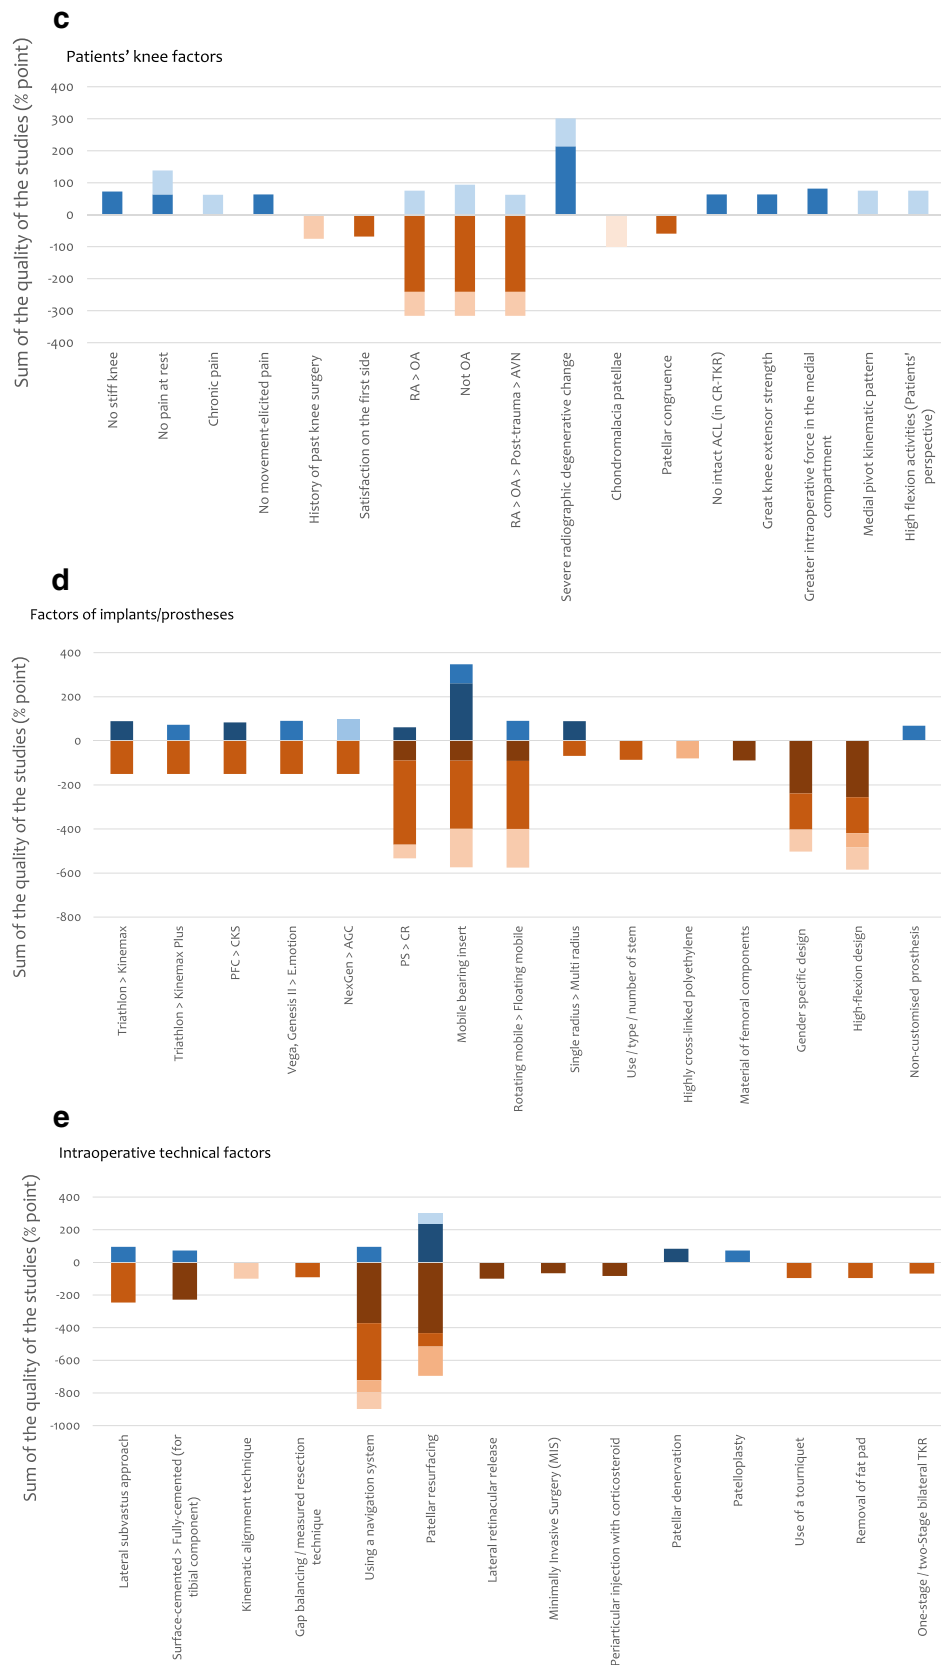 c
Patients' knee factors
Sum of the quality of the studies (% point)
400
300
200
100
0
-100
-200
-300
-400
No stiff knee
No pain at rest
Chronic pain
No movement-elicited pain
History of past knee surgery
Satisfaction on the first side
RA > OA
Not OA
RA > OA > Post-trauma > AVN
Severe radiographic degenerative change
Chondromalacia patellae
Patellar congruence
No intact ACL (in CR-TKR)
Great knee extensor strength
Greater intraoperative force in the medial
compartment
Medial pivot kinematic pattern
High flexion activities (Patients'
perspective)
d
Factors of implants/prostheses
Sum of the quality of the studies (% point)
400
200
0
-200
-400
-600
-800
Triathlon > Kinemax
Triathlon > Kinemax Plus
PFC > CKS
Vega, Genesis II > E.motion
NexGen > AGC
PS > CR
Mobile bearing insert
Rotating mobile > Floating mobile
Single radius > Multi radius
Use / type / number of stem
Highly cross-linked polyethylene
Material of femoral components
Gender specific design
High-flexion design
Non-customised prosthesis
e
Intraoperative technical factors
Sum of the quality of the studies (% point)
400
200
0
-200
-400
-600
-800
-1000
Lateral subvastus approach
Surface-cemented > Fully-cemented (for
tibial component)
Kinematic alignment technique
Gap balancing / measured resection
technique
Using a navigation system
Patellar resurfacing
Lateral retinacular release
Minimally Invasive Surgery (MIS)
Periarticular injection with corticosteroid
Patellar denervation
Patelloplasty
Use of a tourniquet
Removal of fat pad
One-stage / two-Stage bilateral TKR